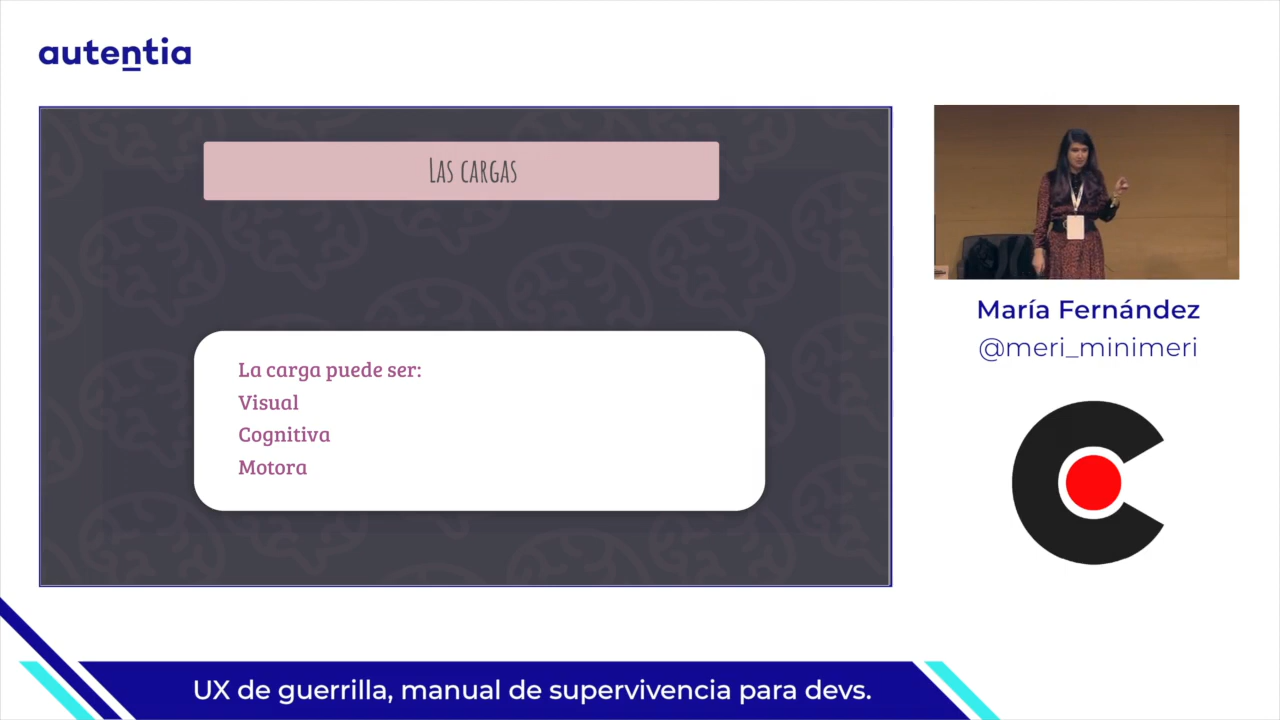 autentia
Las cargas
La carga puede ser:
Visual
Cognitiva
Motora
María Fernández
@meri_minimeri
UX de guerrilla, manual de supervivencia para devs.